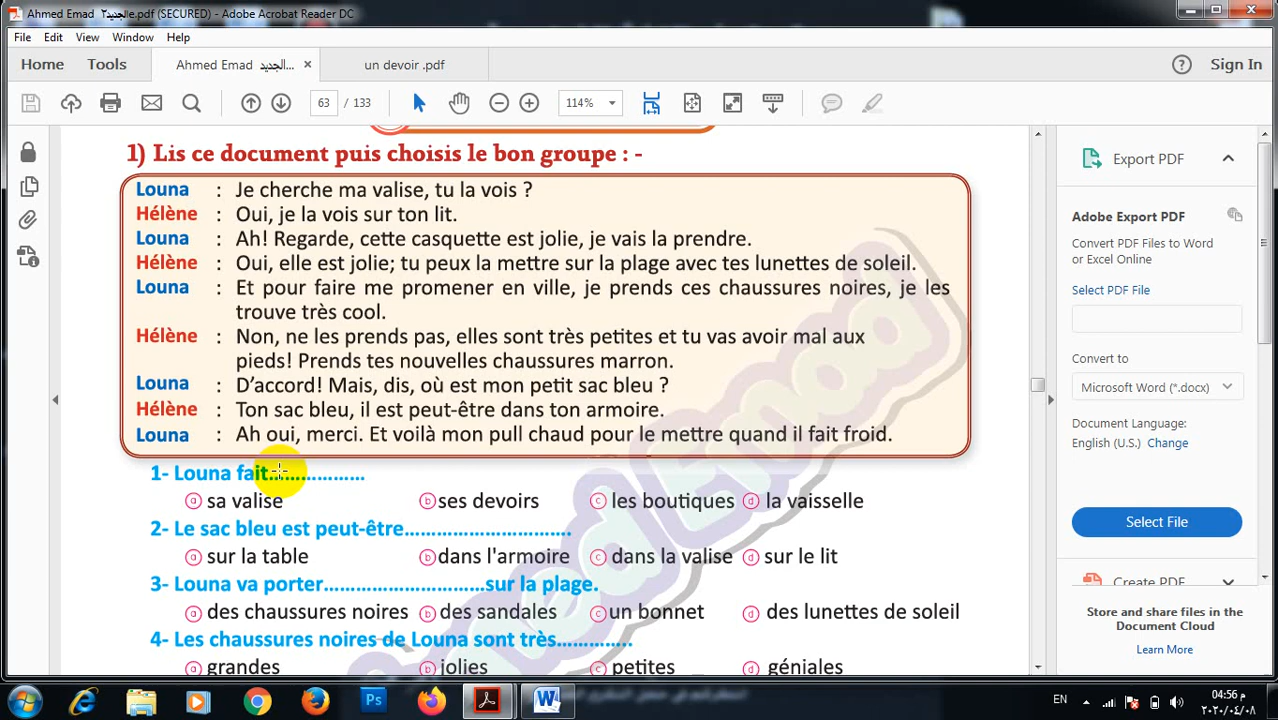 Ahmed Emad الجديد٢le.pdf (SECURED) - Adobe Acrobat Reader DC
File Edit View Window Help
Home Tools Ahmed Emad الجديد... × un devoir .pdf Sign In
63 / 133 114%
1) Lis ce document puis choisis le bon groupe : -
Louna : Je cherche ma valise, tu la vois ?
Hélène : Oui, je la vois sur ton lit.
Louna : Ah! Regarde, cette casquette est jolie, je vais la prendre.
Hélène : Oui, elle est jolie; tu peux la mettre sur la plage avec tes lunettes de soleil.
Louna : Et pour faire me promener en ville, je prends ces chaussures noires, je les
trouve très cool.
Hélène : Non, ne les prends pas, elles sont très petites et tu vas avoir mal aux
pieds! Prends tes nouvelles chaussures marron.
Louna : D’accord! Mais, dis, où est mon petit sac bleu ?
Hélène : Ton sac bleu, il est peut-être dans ton armoire.
Louna : Ah oui, merci. Et voilà mon pull chaud pour le mettre quand il fait froid.
1- Louna fait..................
a sa valise b ses devoirs c les boutiques d la vaisselle
2- Le sac bleu est peut-être..............................
a sur la table b dans l'armoire c dans la valise d sur le lit
3- Louna va porter..............................sur la plage.
a des chaussures noires b des sandales c un bonnet d des lunettes de soleil
4- Les chaussures noires de Louna sont très..............
a grandes b jolies c petites d géniales
Export PDF
Adobe Export PDF
Convert PDF Files to Word
or Excel Online
Select PDF File
Convert to
Microsoft Word (*.docx)
Document Language:
English (U.S.) Change
Select File
Create PDF
Store and share files in the
Document Cloud
Learn More
EN
٠٤:٥٦ م
٢٠٢٠/٠٤/٠٨